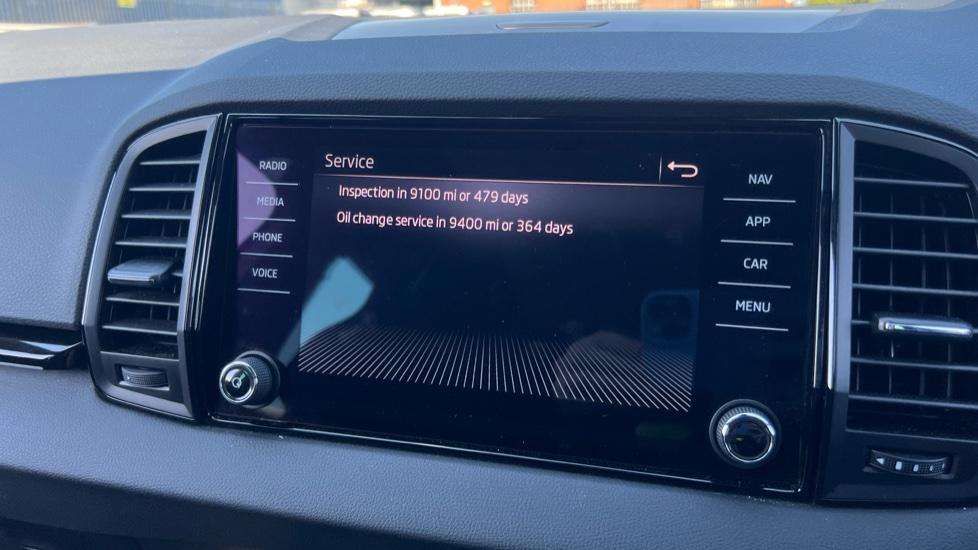 Service
Inspection in 9100 mi or 479 days
Oil change service in 9400 mi or 364 days
RADIO
MEDIA
PHONE
VOICE
NAV
APP
CAR
MENU